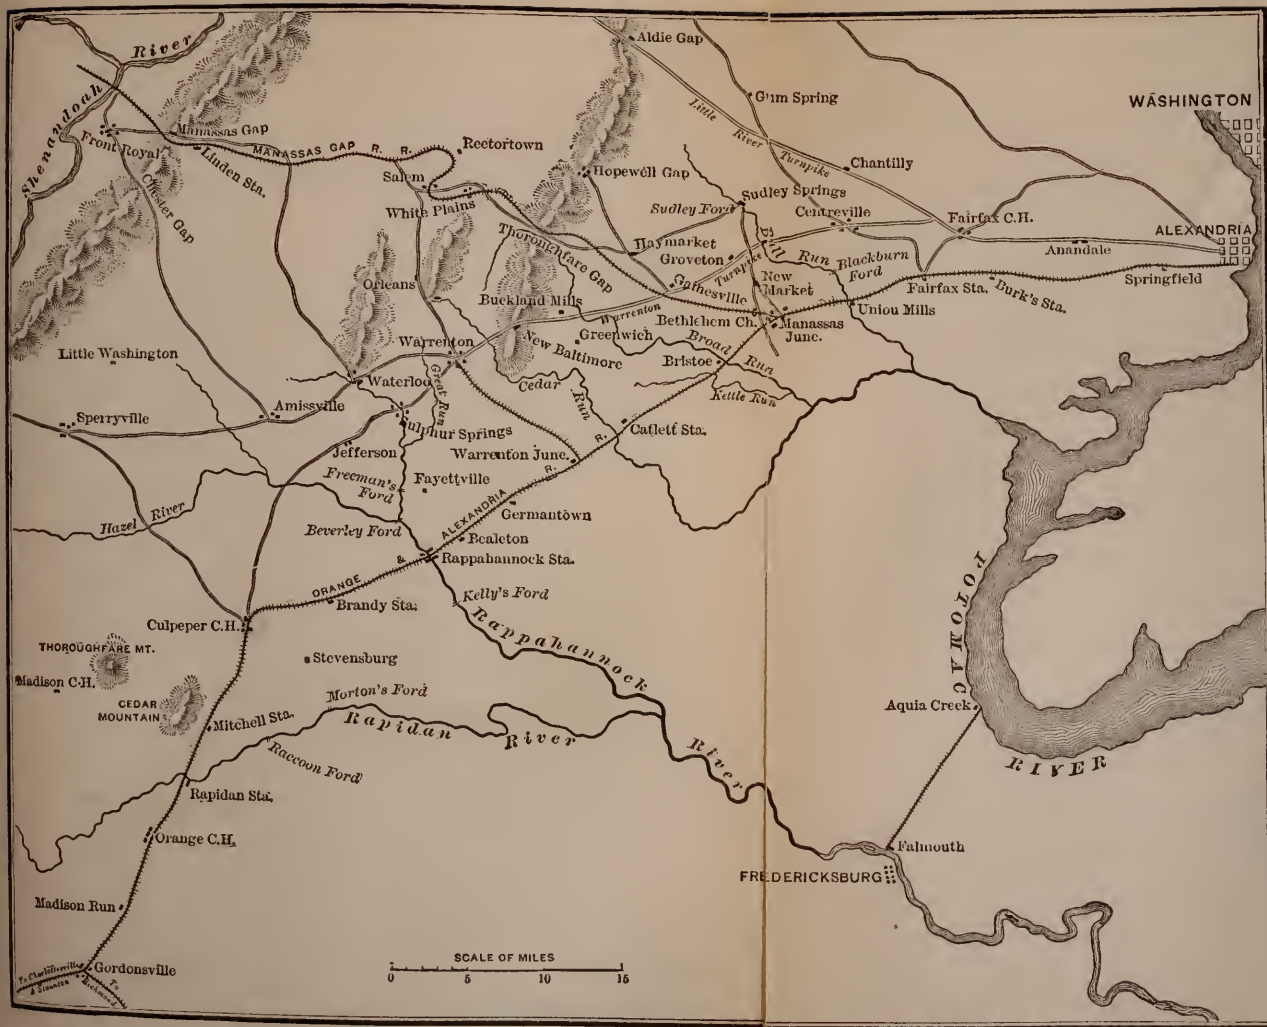 Aldie Gap
River
Gum Spring
WASHINGTON
Shenandoah
Little
River
Turnpike
Manassas Gap
Front Royal
MANASSAS GAP R. R.
Rectortown
Linden Sta.
Chantilly
Hopewell Gap
Salem
Chester Gap
White Plains
Sudley Springs
Sudley Ford
Centreville
Fairfax C.H.
ALEXANDRIA
Thoroughfare Gap
Haymarket
Groveton
Turnpike
Bull
Run
Blackburn
Ford
Anandale
Springfield
Orleans
Gainesville
New
Market
Fairfax Sta.
Burk's Sta.
Buckland Mills
Warrenton
Bethlehem Ch.
Manassas
Junc.
Uniou Mills
Greenwich
New Baltimore
Broad
Run
Warrenton
Little Washington
Bristoe
Waterloo
Great Run
Cedar
Run
Kettle Run
Amissville
Sperryville
Sulphur Springs
Catlett Sta.
Jefferson
Warrenton Junc.
Freeman's
Ford
Fayettville
Hazel River
Germantown
Beverley Ford
Bealeton
Rappahannock Sta.
ORANGE & ALEXANDRIA R. R.
POTOMAC
Brandy Sta.
Kelly's Ford
Culpeper C.H.
Rappahannock
THOROUGHFARE MT.
Stevensburg
Madison C.H.
CEDAR
MOUNTAIN
Morton's Ford
Mitchell Sta.
Rapidan
River
Aquia Creek
River
RIVER
Raccoon Ford
Rapidan Sta.
Orange C.H.
Falmouth
FREDERICKSBURG
Madison Run
SCALE OF MILES
0 5 10 15
Gordonsville
To Charlottesville
& Staunton
To
Richmond